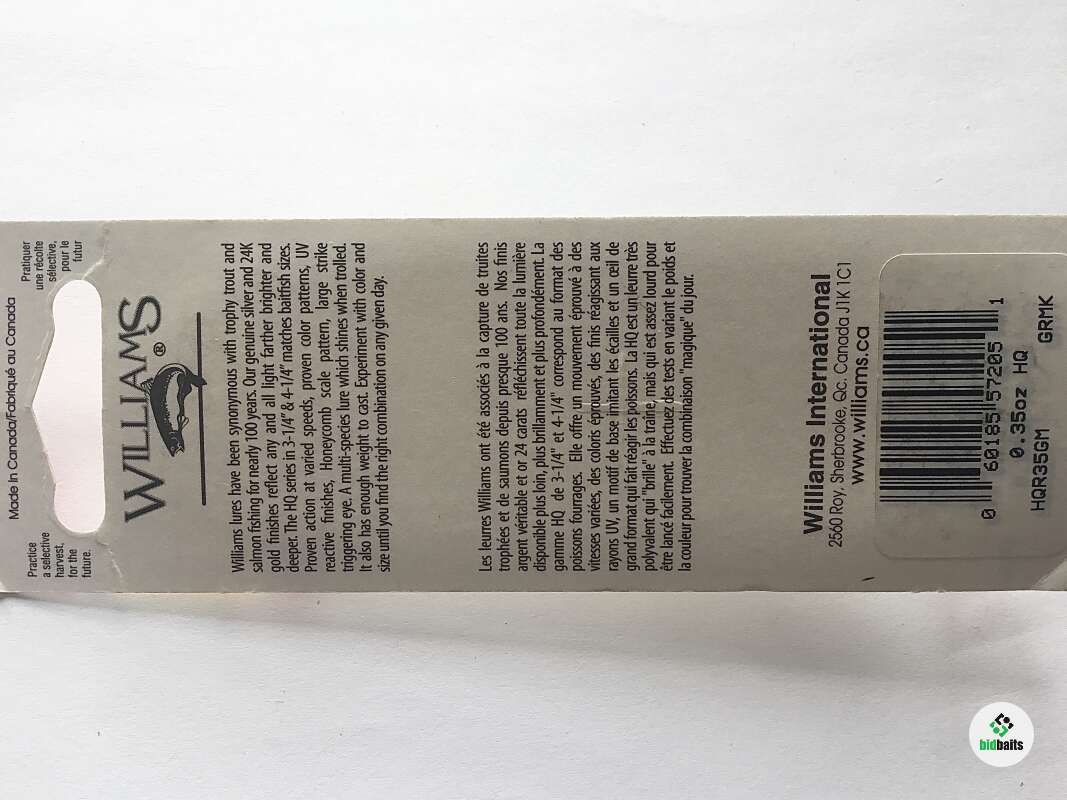 Made in Canada/Fabriqué au Canada
Practice
a selective
harvest,
for the
future.
Pratiquer
une récolte
sélective,
pour le
futur
WILLIAMS
®
Williams lures have been synonymous with trophy trout and
salmon fishing for nearly 100 years. Our genuine silver and 24K
gold finishes reflect any and all light farther brighter and
deeper. The HQ series in 3-1/4" & 4-1/4" matches baitfish sizes.
Proven action at varied speeds, proven color patterns, UV
reactive finishes, Honeycomb scale pattern, large strike
triggering eye. A multi-species lure which shines when trolled.
It also has enough weight to cast. Experiment with color and
size until you find the right combination on any given day.
Les leurres Williams ont été associés à la capture de truites
trophées et de saumons depuis presque 100 ans. Nos finis
argent véritable et or 24 carats réfléchissent toute la lumière
disponible plus loin, plus brillamment et plus profondément. La
gamme HQ de 3-1/4" et 4-1/4" correspond au format des
poissons fourrages. Elle offre un mouvement éprouvé à des
vitesses variées, des coloris éprouvés, des finis réagissant aux
rayons UV, un motif de base imitant les écailles et un œil de
grand format qui fait réagir les poissons. La HQ est un leurre très
polyvalent qui "brille" à la traîne, mais qui est assez lourd pour
être lancé facilement. Effectuez des tests en variant le poids et
la couleur pour trouver la combinaison "magique" du jour.
Williams International
2560 Roy, Sherbrooke, Qc. Canada J1K 1C1
www.williams.ca
0 60185 57205 1
0.35oz HQ
HQR35GM GRMK
bidbaits